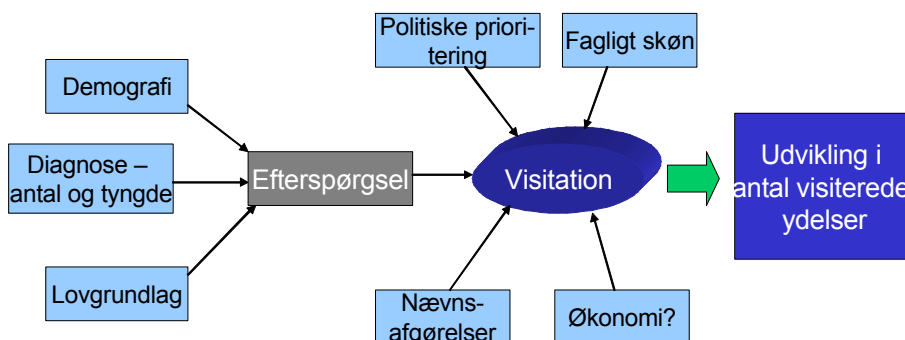 Politiske priori-
tering
Fagligt skøn
Demografi
Diagnose –
antal og tyngde
Efterspørgsel
Visitation
Udvikling i
antal visiterede
ydelser
Lovgrundlag
Nævns-
afgørelser
Økonomi?